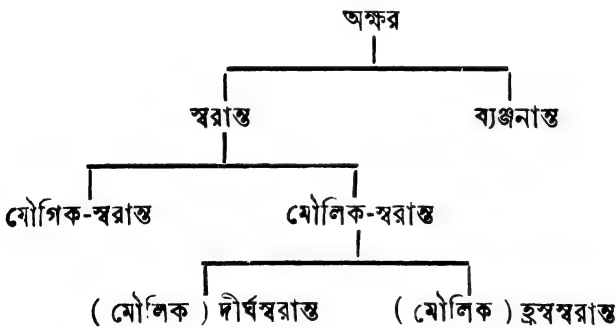 অক্ষর
স্বরান্ত ব্যঞ্জনান্ত
যৌগিক-স্বরান্ত মৌলিক-স্বরান্ত
( মৌলিক ) দীর্ঘস্বরান্ত ( মৌলিক ) হ্রস্বস্বরান্ত